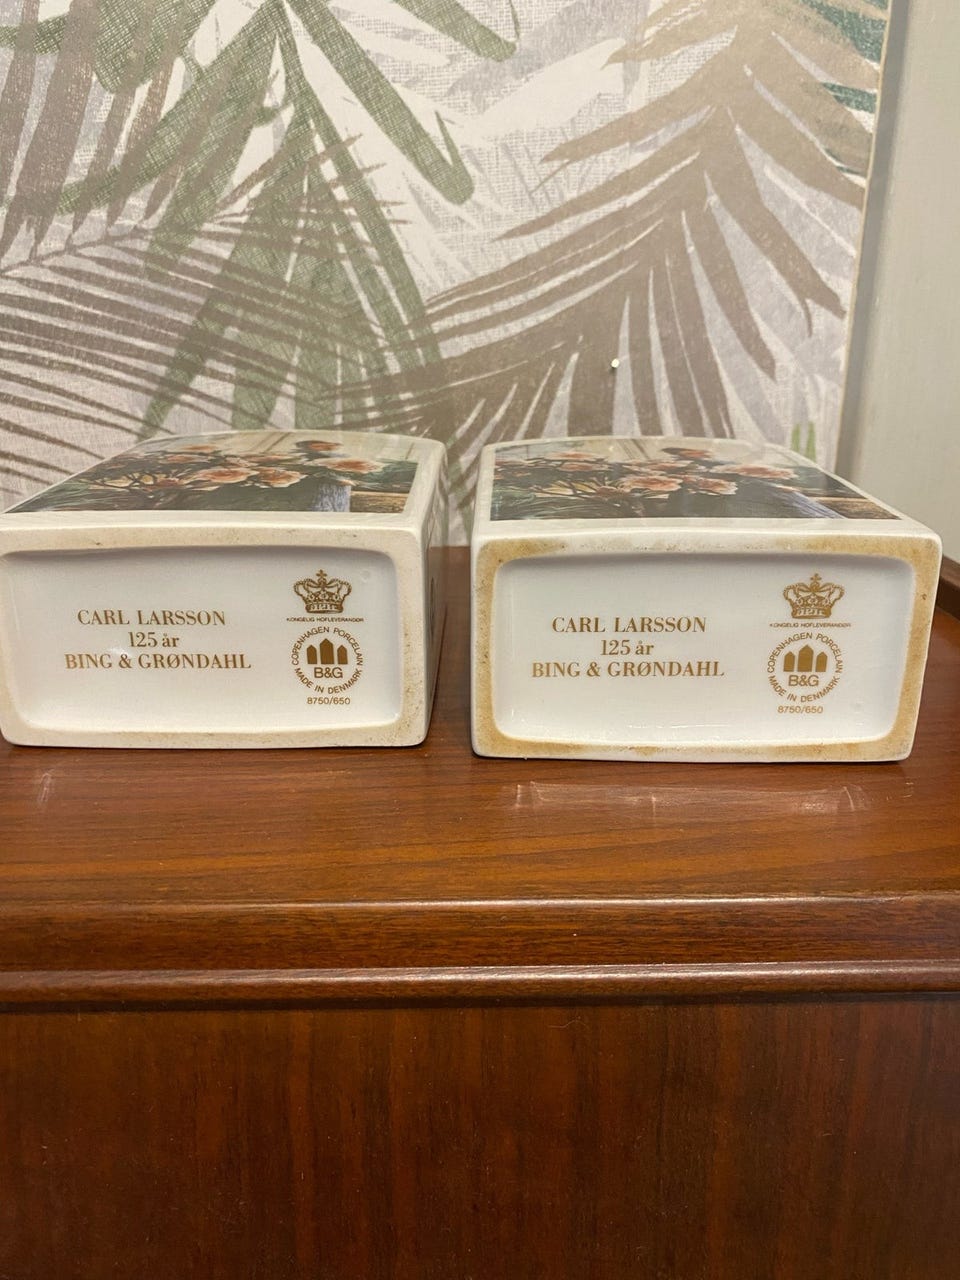 CARL LARSSON
125 år
BING & GRØNDAHL
KONGELIG HOFLEVERANDØR
COPENHAGEN PORCELAIN
B&G
MADE IN DENMARK
8750/650
CARL LARSSON
125 år
BING & GRØNDAHL
KONGELIG HOFLEVERANDØR
COPENHAGEN PORCELAIN
B&G
MADE IN DENMARK
8750/650